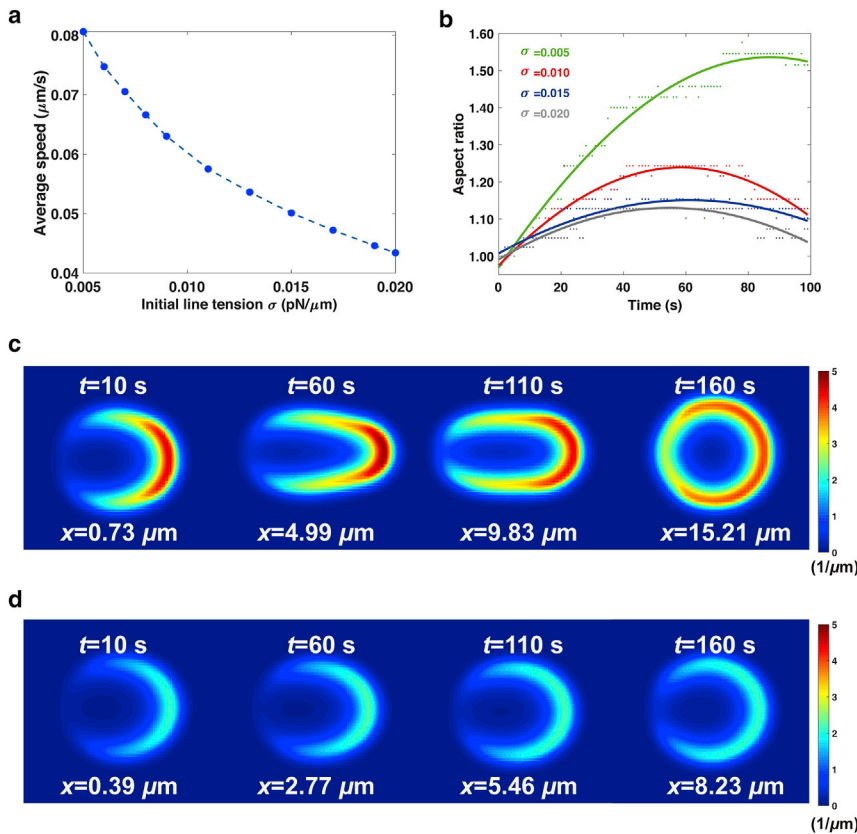 a
0.08
0.07
0.06
0.05
0.04
0.005
0.010
0.015
0.020
Average speed (μm/s)
Initial line tension σ (pN/μm)
b
1.60
1.50
1.40
1.30
1.20
1.10
1.00
0
20
40
60
80
100
Aspect ratio
Time (s)
σ =0.005
σ =0.010
σ =0.015
σ =0.020
c
t=10 s
t=60 s
t=110 s
t=160 s
x=0.73 μm
x=4.99 μm
x=9.83 μm
x=15.21 μm
5
4
3
2
1
0
(1/μm)
d
t=10 s
t=60 s
t=110 s
t=160 s
x=0.39 μm
x=2.77 μm
x=5.46 μm
x=8.23 μm
5
4
3
2
1
0
(1/μm)